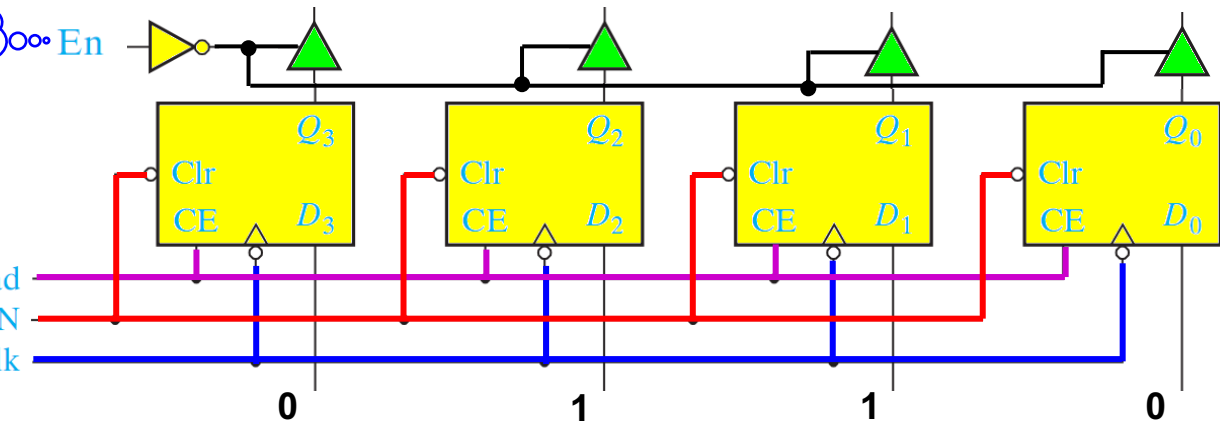 En
Q3 Q2 Q1 Q0
Clr Clr Clr Clr
CE D3 CE D2 CE D1 CE D0
0 1 1 0